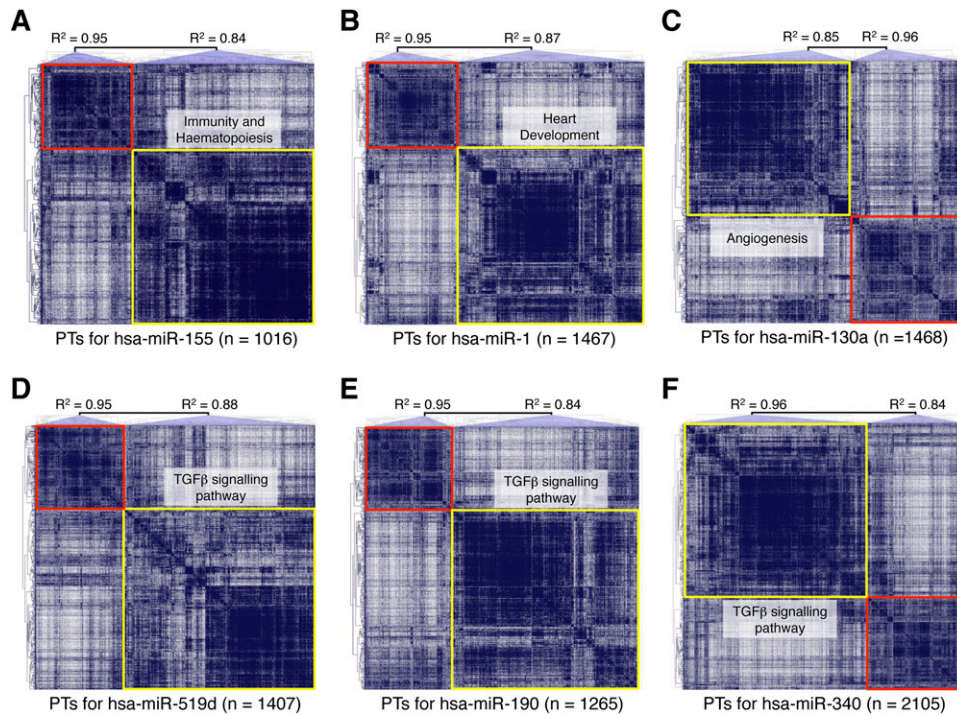 A
R² = 0.95 R² = 0.84
Immunity and
Haematopoiesis
PTs for hsa-miR-155 (n = 1016)
B
R² = 0.95 R² = 0.87
Heart
Development
PTs for hsa-miR-1 (n = 1467)
C
R² = 0.85 R² = 0.96
Angiogenesis
PTs for hsa-miR-130a (n =1468)
D
R² = 0.95 R² = 0.88
TGFβ signalling
pathway
PTs for hsa-miR-519d (n = 1407)
E
R² = 0.95 R² = 0.84
TGFβ signalling
pathway
PTs for hsa-miR-190 (n = 1265)
F
R² = 0.96 R² = 0.84
TGFβ signalling
pathway
PTs for hsa-miR-340 (n = 2105)